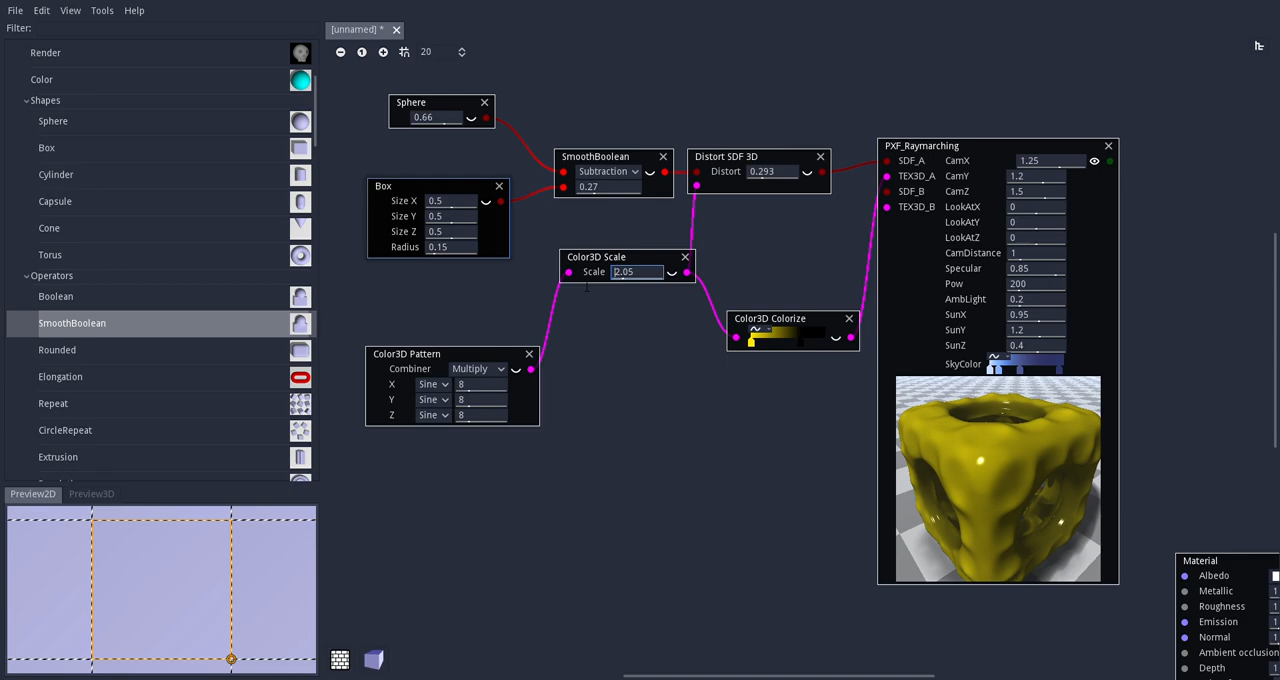 File Edit View Tools Help
Filter:
Render
Color
Shapes
Sphere
Box
Cylinder
Capsule
Cone
Torus
Operators
Boolean
SmoothBoolean
Rounded
Elongation
Repeat
CircleRepeat
Extrusion
Preview2D Preview3D
[unnamed] *
20
Sphere
0.66
Box
Size X 0.5
Size Y 0.5
Size Z 0.5
Radius 0.15
SmoothBoolean
Subtraction
0.27
Distort SDF 3D
Distort 0.293
Color3D Scale
Scale 2.05
Color3D Colorize
Color3D Pattern
Combiner Multiply
X Sine 8
Y Sine 8
Z Sine 8
PXF_Raymarching
SDF_A CamX 1.25
TEX3D_A CamY 1.2
SDF_B CamZ 1.5
TEX3D_B LookAtX 0
LookAtY 0
LookAtZ 0
CamDistance 1
Specular 0.85
Pow 200
AmbLight 0.2
SunX 0.95
SunY 1.2
SunZ 0.4
SkyColor
Material
Albedo
Metallic 1
Roughness 1
Emission 1
Normal 1
Ambient occlusion
Depth 1